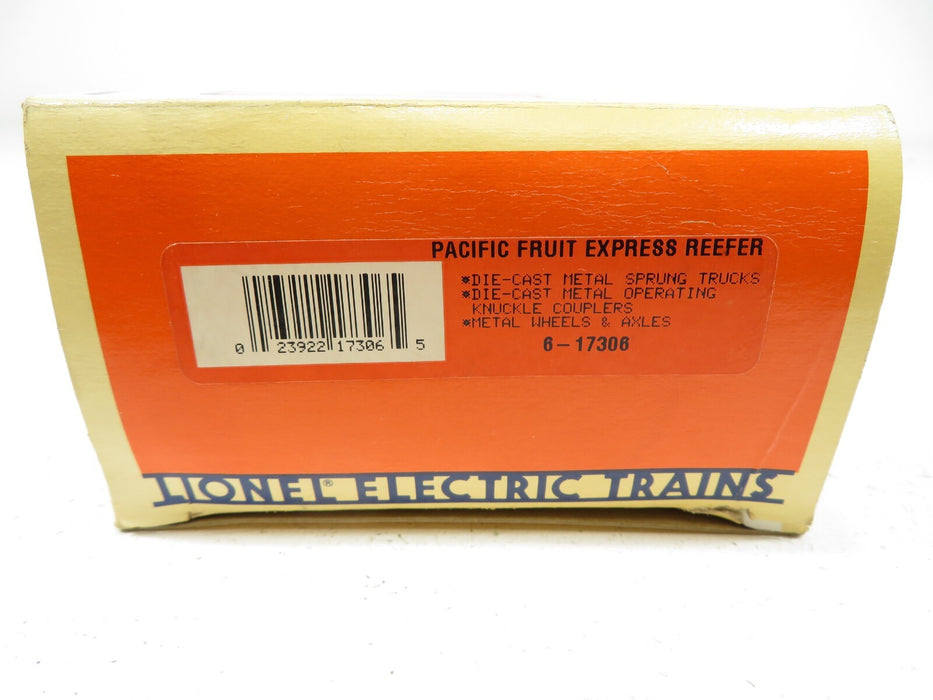 PACIFIC FRUIT EXPRESS REEFER
*DIE-CAST METAL SPRUNG TRUCKS
*DIE-CAST METAL OPERATING
KNUCKLE COUPLERS
*METAL WHEELS & AXLES
6-17306
0 23922 17306 5
LIONEL® ELECTRIC TRAINS